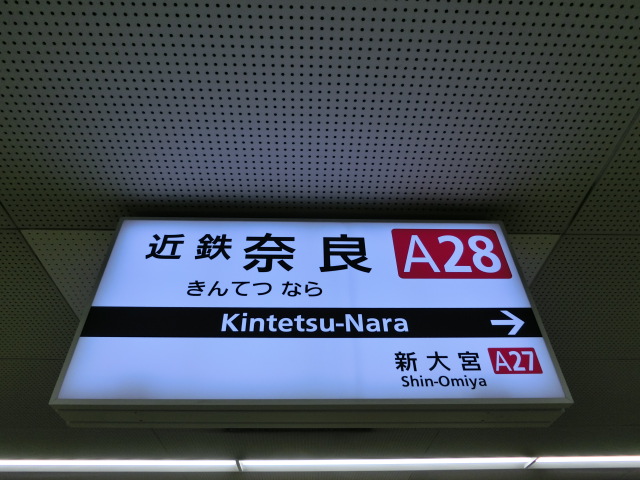 近鉄奈良 A28
きんてつ なら
Kintetsu-Nara →
新大宮 A27
Shin-Omiya